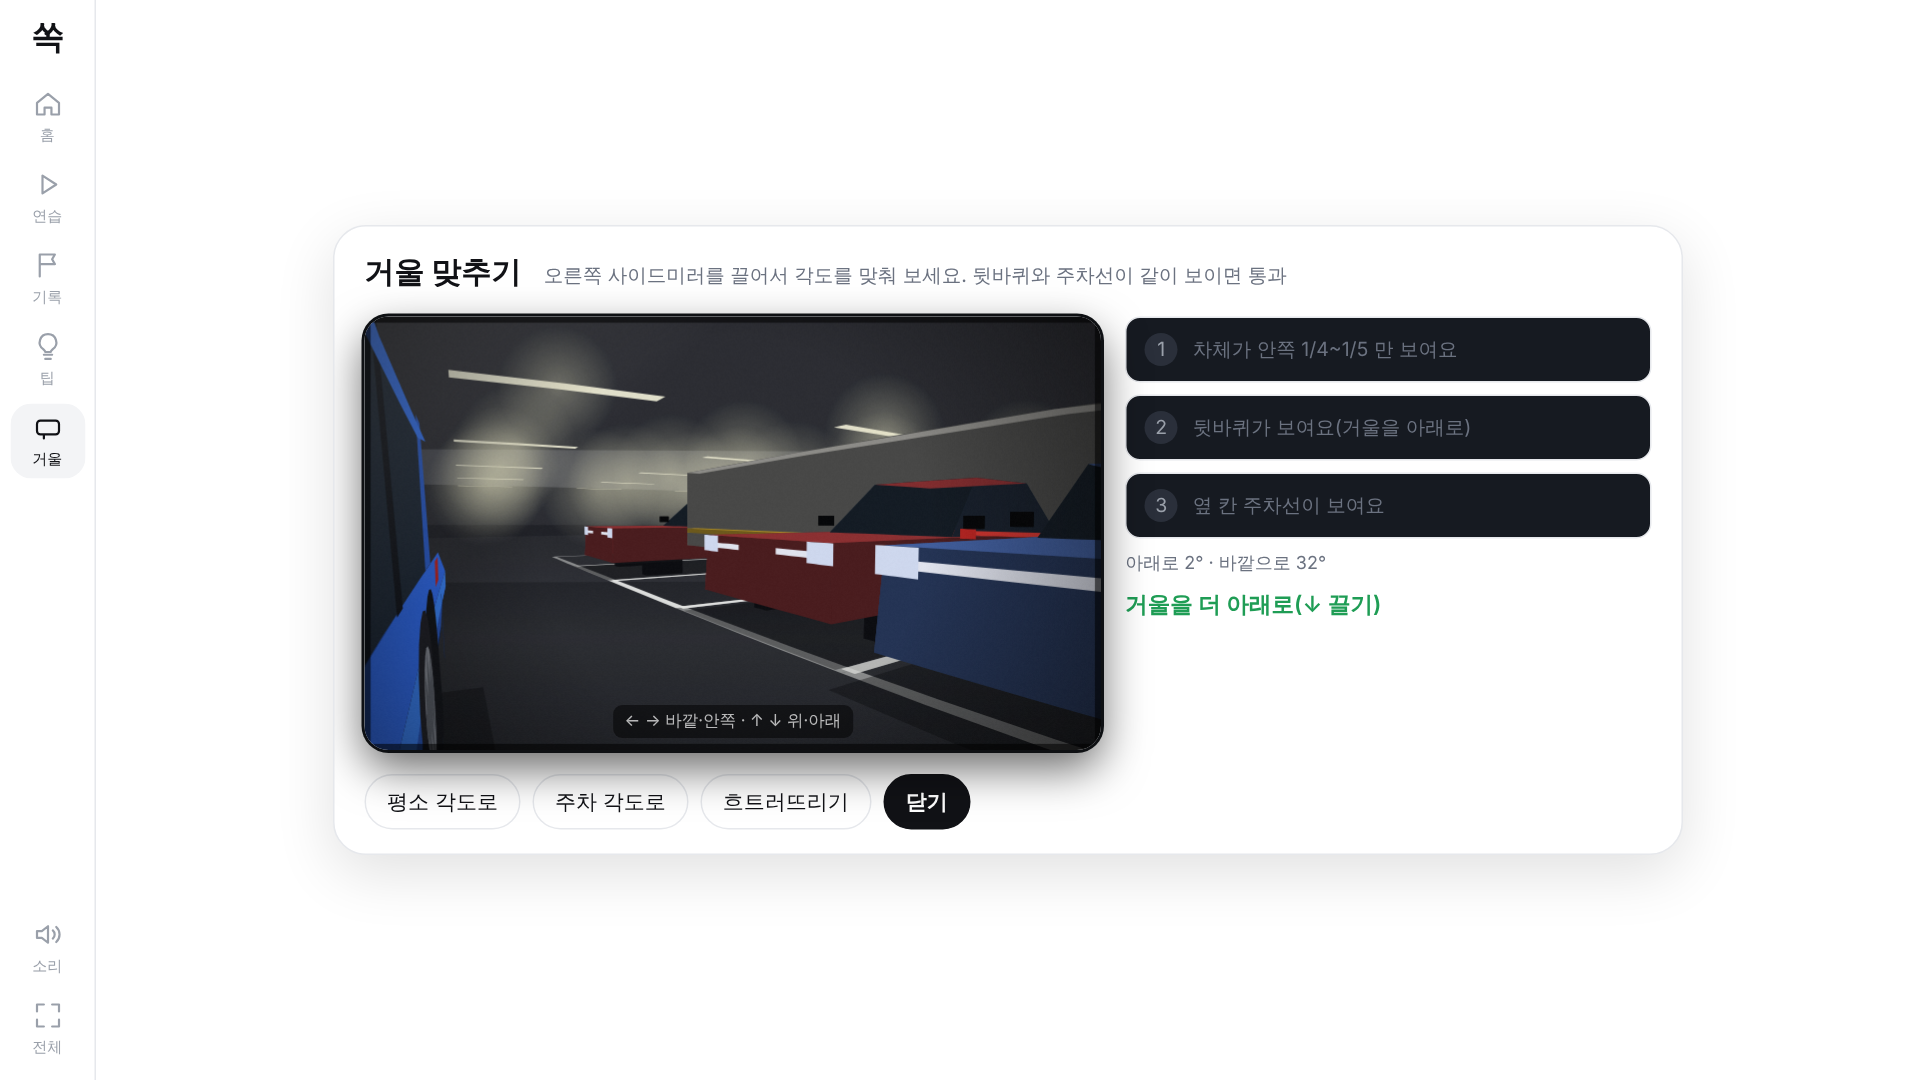 쏙
홈
연습
기록
팁
거울
소리
전체
거울 맞추기
오른쪽 사이드미러를 끌어서 각도를 맞춰 보세요. 뒷바퀴와 주차선이 같이 보이면 통과
← → 바깥·안쪽 · ↑ ↓ 위·아래
1 차체가 안쪽 1/4~1/5 만 보여요
2 뒷바퀴가 보여요(거울을 아래로)
3 옆 칸 주차선이 보여요
아래로 2° · 바깥으로 32°
거울을 더 아래로(↓ 끌기)
평소 각도로
주차 각도로
흐트러뜨리기
닫기